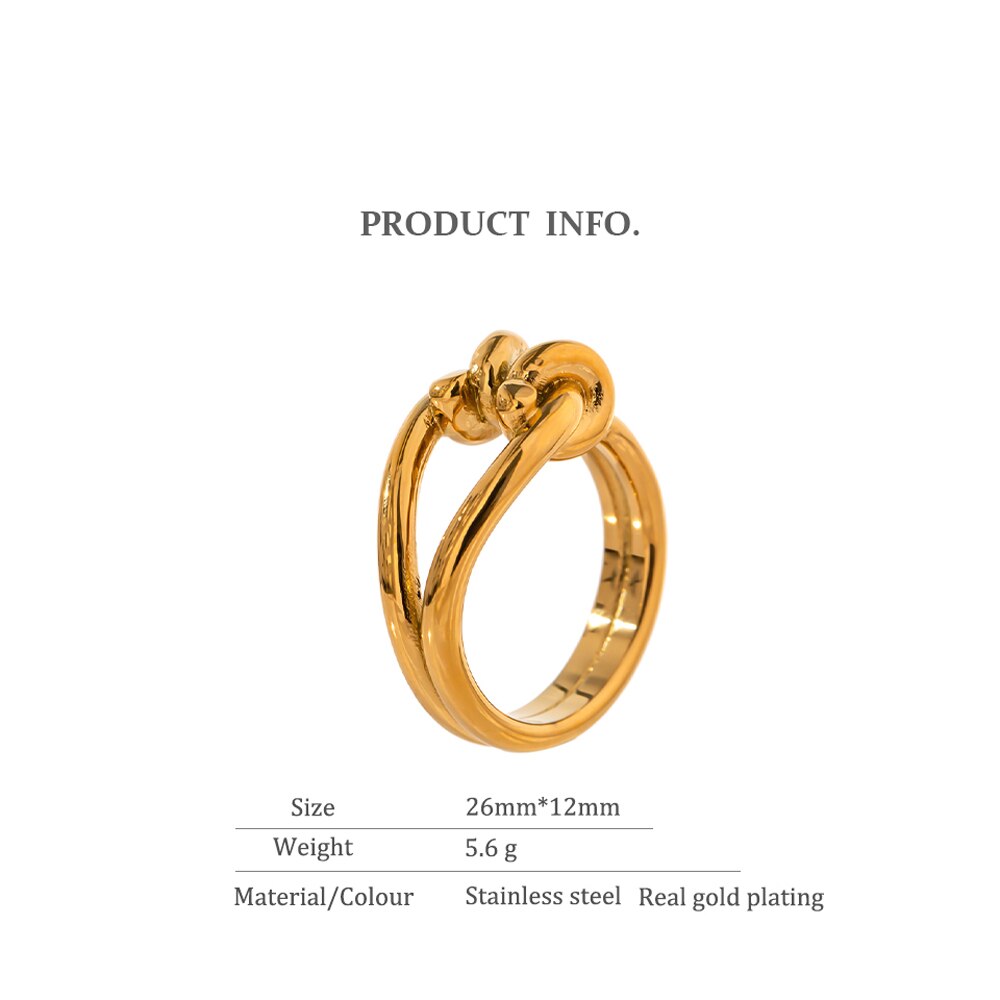 PRODUCT INFO.
Size 26mm*12mm
Weight 5.6 g
Material/Colour Stainless steel Real gold plating